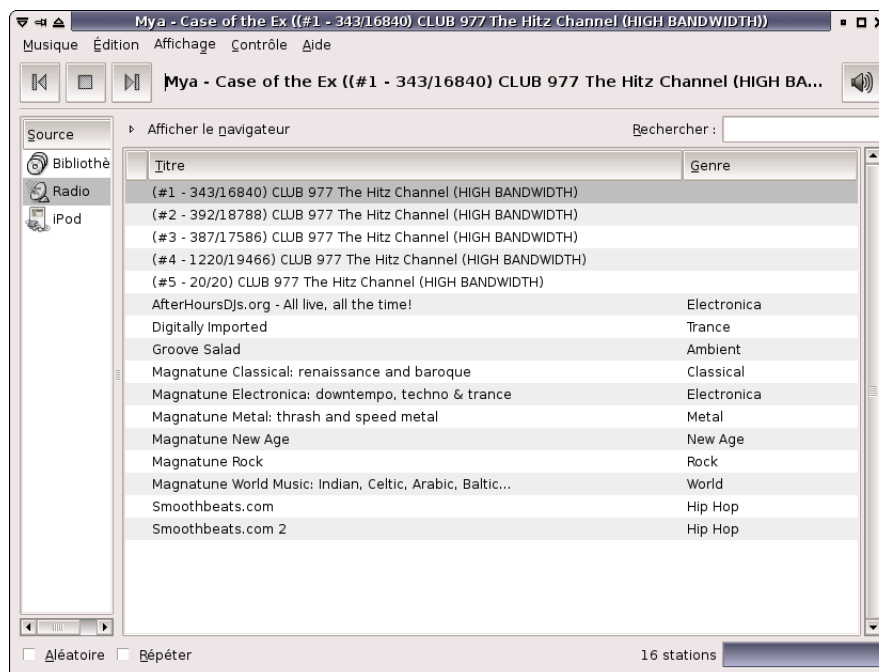 Mya - Case of the Ex ((#1 - 343/16840) CLUB 977 The Hitz Channel (HIGH BANDWIDTH))
Musique Édition Affichage Contrôle Aide
Mya - Case of the Ex ((#1 - 343/16840) CLUB 977 The Hitz Channel (HIGH BA...
Source
Bibliothè
Radio
iPod
Afficher le navigateur Rechercher :
Titre Genre
(#1 - 343/16840) CLUB 977 The Hitz Channel (HIGH BANDWIDTH)
(#2 - 392/18788) CLUB 977 The Hitz Channel (HIGH BANDWIDTH)
(#3 - 387/17586) CLUB 977 The Hitz Channel (HIGH BANDWIDTH)
(#4 - 1220/19466) CLUB 977 The Hitz Channel (HIGH BANDWIDTH)
(#5 - 20/20) CLUB 977 The Hitz Channel (HIGH BANDWIDTH)
AfterHoursDJs.org - All live, all the time! Electronica
Digitally Imported Trance
Groove Salad Ambient
Magnatune Classical: renaissance and baroque Classical
Magnatune Electronica: downtempo, techno & trance Electronica
Magnatune Metal: thrash and speed metal Metal
Magnatune New Age New Age
Magnatune Rock Rock
Magnatune World Music: Indian, Celtic, Arabic, Baltic... World
Smoothbeats.com Hip Hop
Smoothbeats.com 2 Hip Hop
Aléatoire Répéter 16 stations